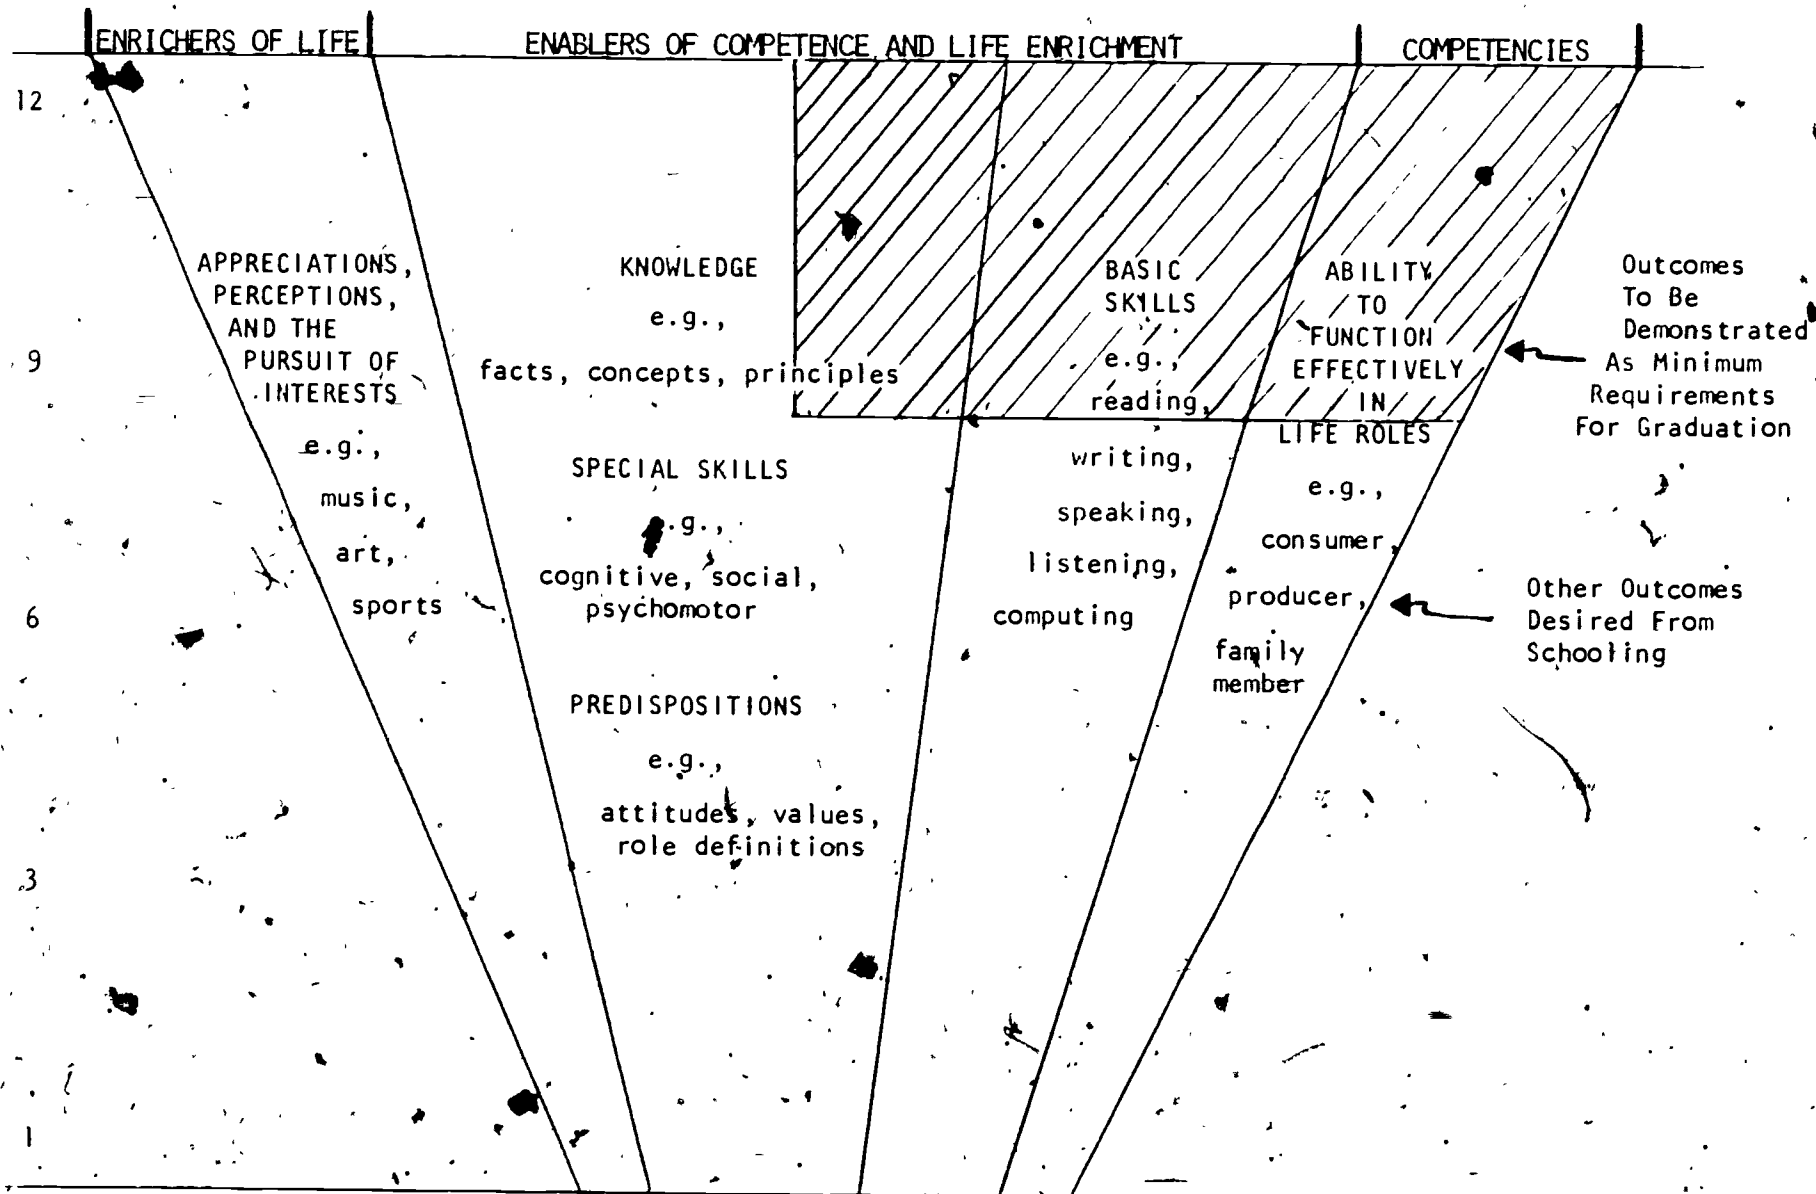 ENRICHERS OF LIFE
ENABLERS OF COMPETENCE AND LIFE ENRICHMENT
COMPETENCIES
12
9
6
3
1
APPRECIATIONS,
PERCEPTIONS,
AND THE
PURSUIT OF
INTERESTS
e.g.,
music,
art,
sports
KNOWLEDGE
e.g.,
facts, concepts, principles
SPECIAL SKILLS
.g.,
cognitive, social,
psychomotor
PREDISPOSITIONS
e.g.,
attitudes, values,
role definitions
BASIC
SKILLS
e.g.,
reading,
writing,
speaking,
listening,
computing
ABILITY
TO
FUNCTION
EFFECTIVELY
IN
LIFE ROLES
e.g.,
consumer,
producer,
family
member
Outcomes
To Be
Demonstrated
As Minimum
Requirements
For Graduation
Other Outcomes
Desired From
Schooling